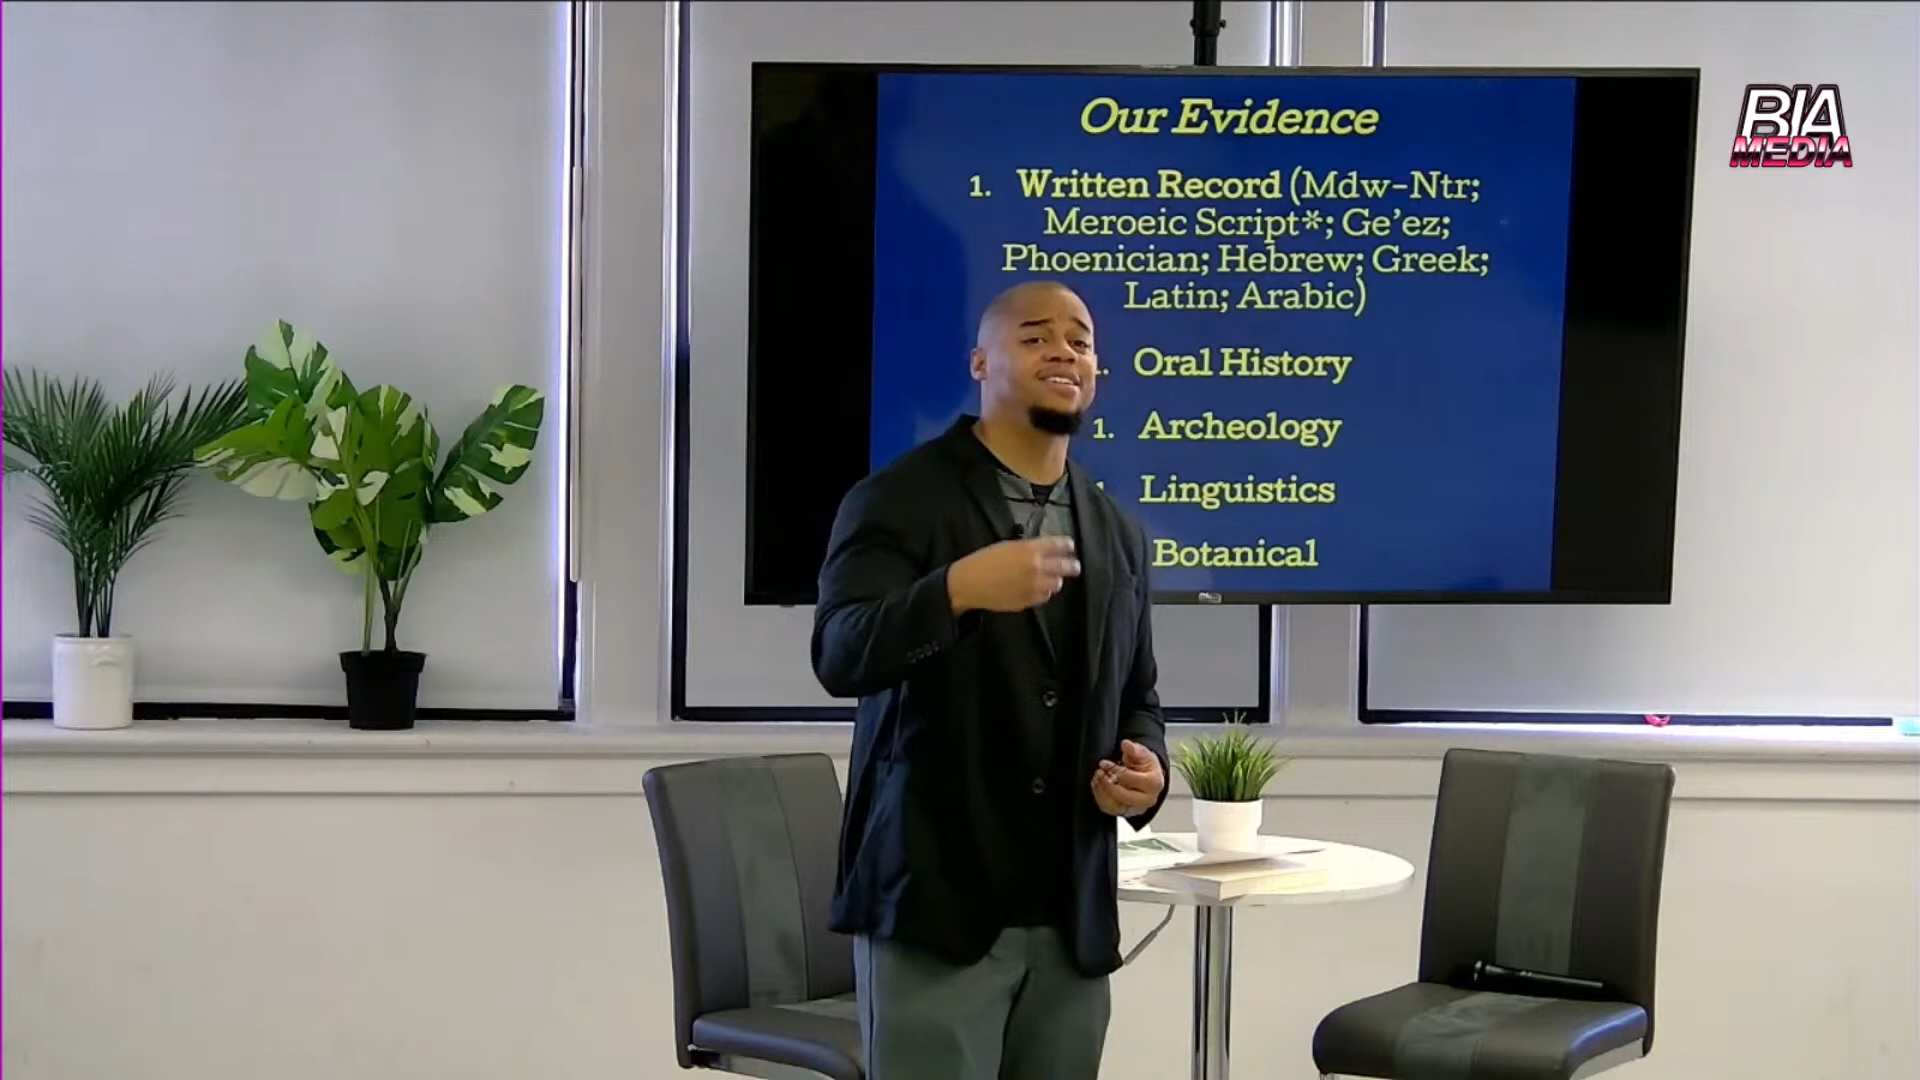 Our Evidence
1. Written Record (Mdw-Ntr;
Meroeic Script*; Ge'ez;
Phoenician; Hebrew; Greek;
Latin; Arabic)
Oral History
1. Archeology
Linguistics
Botanical
BIA
MEDIA